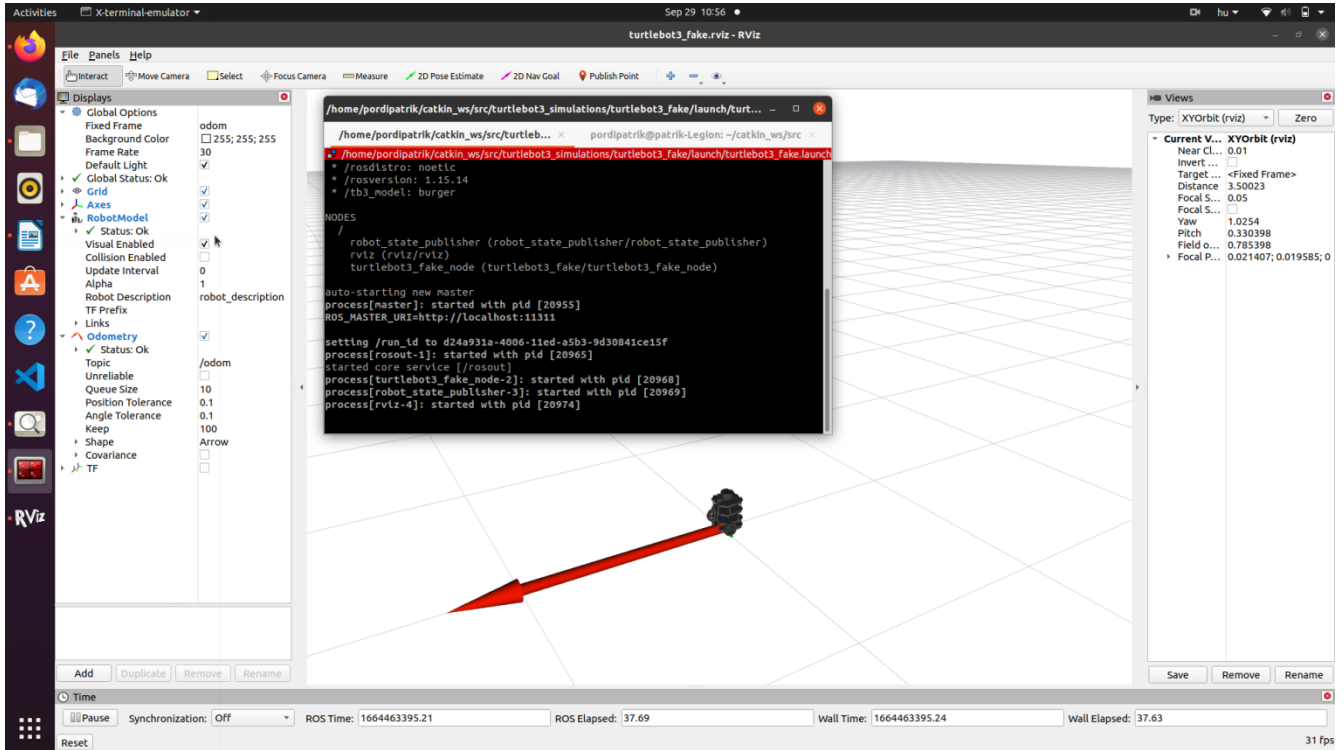 Activities X-terminal-emulator Sep 29 10:56 hu
turtlebot3_fake.rviz - RViz
File Panels Help
Interact Move Camera Select Focus Camera Measure 2D Pose Estimate 2D Nav Goal Publish Point
Displays
Global Options
Fixed Frame odom
Background Color 255; 255; 255
Frame Rate 30
Default Light
Global Status: Ok
Grid
Axes
RobotModel
Status: Ok
Visual Enabled
Collision Enabled
Update Interval 0
Alpha 1
Robot Description robot_description
TF Prefix
Links
Odometry
Status: Ok
Topic /odom
Unreliable
Queue Size 10
Position Tolerance 0.1
Angle Tolerance 0.1
Keep 100
Shape Arrow
Covariance
TF
Add Duplicate Remove Rename
/home/pordipatrik/catkin_ws/src/turtlebot3_simulations/turtlebot3_fake/launch/turt...
/home/pordipatrik/catkin_ws/src/turtleb... pordipatrik@patrik-Legion: ~/catkin_ws/src
/home/pordipatrik/catkin_ws/src/turtlebot3_simulations/turtlebot3_fake/launch/turtlebot3_fake.launch
* /rosdistro: noetic
* /rosversion: 1.15.14
* /tb3_model: burger
NODES
/
robot_state_publisher (robot_state_publisher/robot_state_publisher)
rviz (rviz/rviz)
turtlebot3_fake_node (turtlebot3_fake/turtlebot3_fake_node)
auto-starting new master
process[master]: started with pid [20955]
ROS_MASTER_URI=http://localhost:11311
setting /run_id to d24a931a-4006-11ed-a5b3-9d30841ce15f
process[rosout-1]: started with pid [20965]
started core service [/rosout]
process[turtlebot3_fake_node-2]: started with pid [20968]
process[robot_state_publisher-3]: started with pid [20969]
process[rviz-4]: started with pid [20974]
Views
Type: XYOrbit (rviz) Zero
Current V... XYOrbit (rviz)
Near Cl... 0.01
Invert ...
Target ... <Fixed Frame>
Distance 3.50023
Focal S... 0.05
Focal S...
Yaw 1.0254
Pitch 0.330398
Field o... 0.785398
Focal P... 0.021407; 0.019585; 0
Save Remove Rename
RViz
Time
Pause Synchronization: Off ROS Time: 1664463395.21 ROS Elapsed: 37.69 Wall Time: 1664463395.24 Wall Elapsed: 37.63
Reset 31 fps